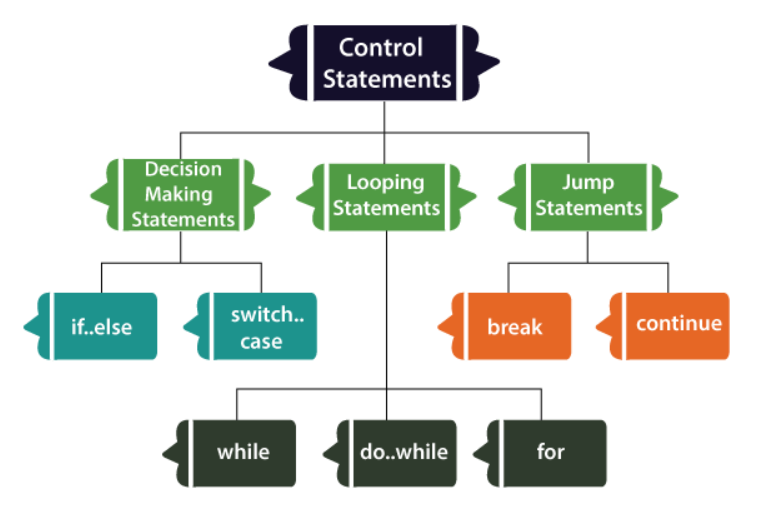 Control
Statements
Decision
Making
Statements
Looping
Statements
Jump
Statements
if..else
switch..
case
break
continue
while
do..while
for